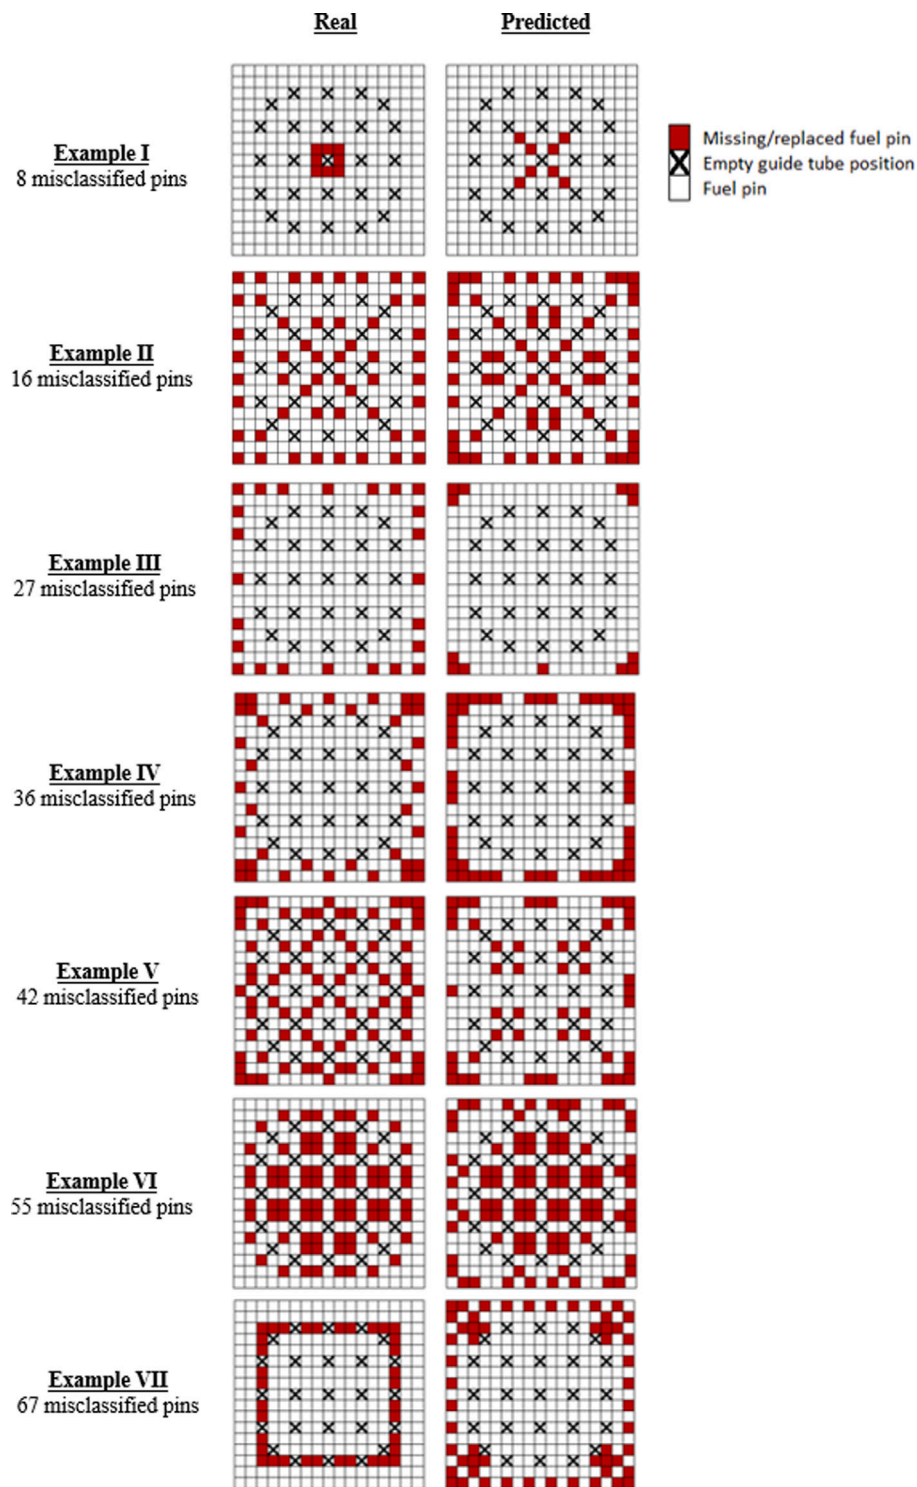 Real
Predicted
Example I
8 misclassified pins
Missing/replaced fuel pin
Empty guide tube position
Fuel pin
Example II
16 misclassified pins
Example III
27 misclassified pins
Example IV
36 misclassified pins
Example V
42 misclassified pins
Example VI
55 misclassified pins
Example VII
67 misclassified pins